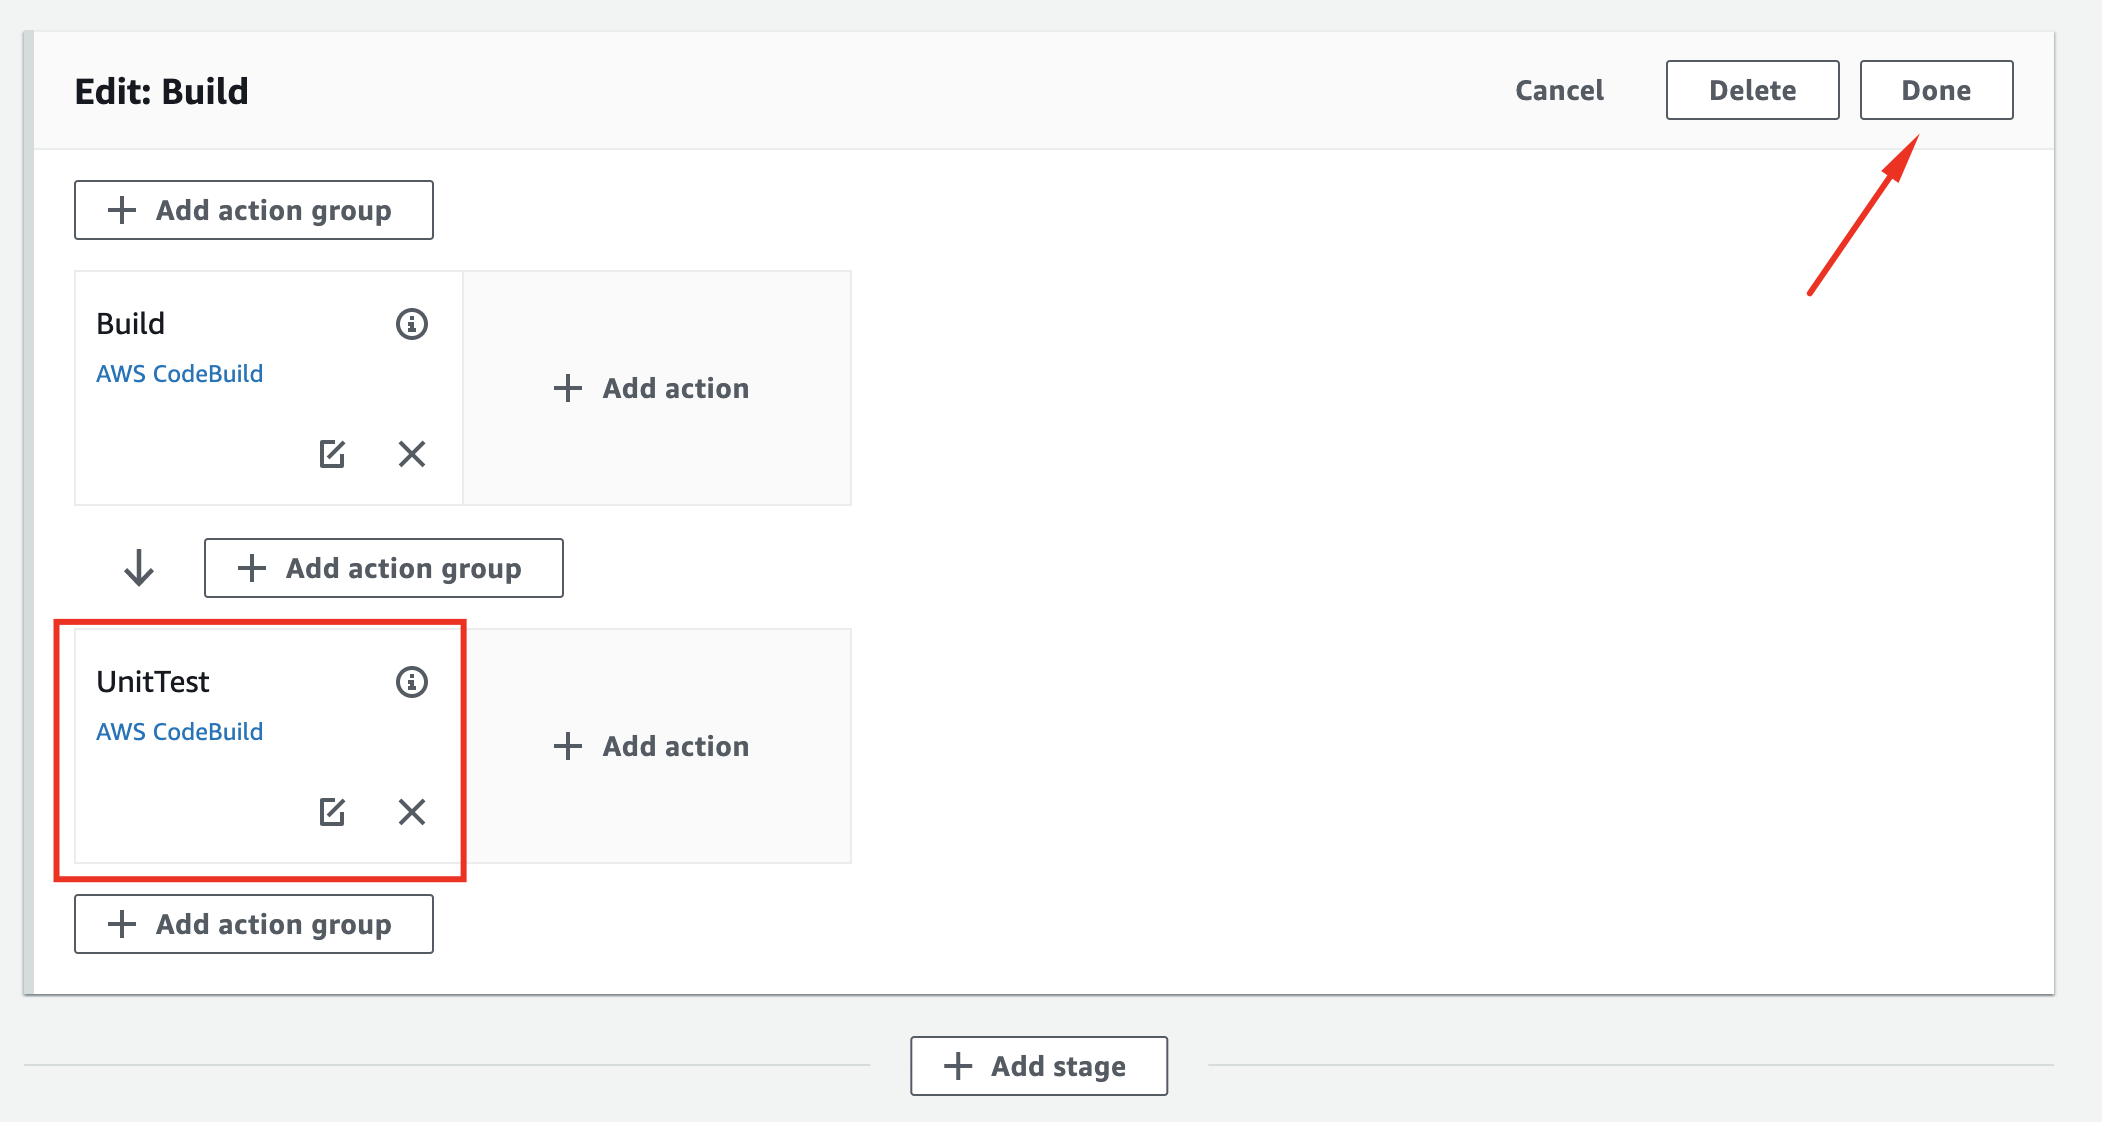 Edit: Build
Cancel
Delete
Done
Add action group
Build
AWS CodeBuild
Add action
Add action group
UnitTest
AWS CodeBuild
Add action
Add action group
Add stage